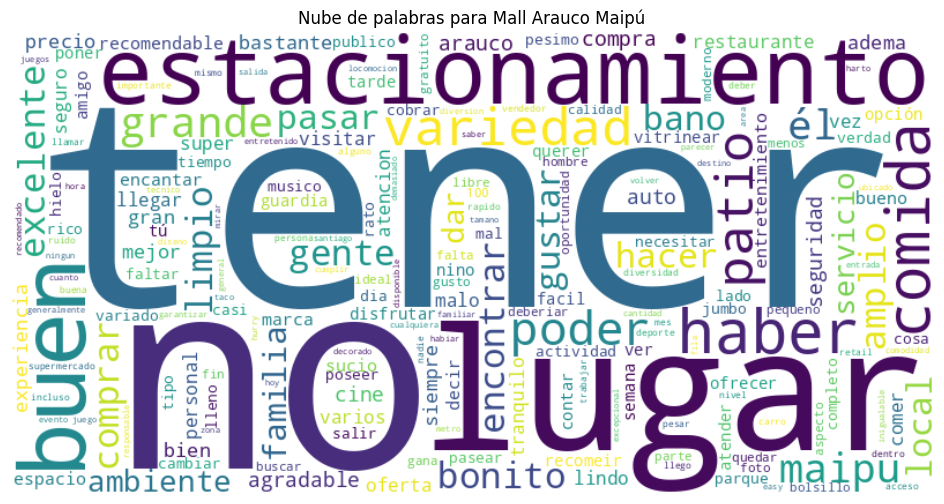 Nube de palabras para Mall Arauco Maipú
precio recomendable bastante publico arauco pesimo compra restaurante adema
estacionamiento
juegos poner mismo salida locomocion tarde gratuito moderno deber harto
importante
seguro amigo excelente
grande pasar cobrar calidad variedad bano él vez opción
diversion vendedor saber area
llamar super visitar entretenido vitrinear verdad menos
tiempo querer parecer
tener
encantar musico alguno hombre destino bueno
hielo hora tecnico demasiado atencion libre 100 auto volver ubicado
llegar guardia rato dar rapido oportunidad entretenimiento
gran tú tamano necesitar
rico mirar mal gustar patio comida
recomendado ruido mejor persona santiago falta hacer seguridad servicio
ningun diseno gente nino diversidad entrada
faltar cumplir gusto
limpio general ideal facil lado amplio
cuanto taco casi dia malo jumbo pequeno
buen buena variado garantizar disponible disfrutar deberiar cantidad mes cosa
generalmente marca cualquiera familiar poder haber deporte
no lugar
experiencia comprar hurry habiar encontrar actividad ver retail comodidad
supermercado decorado nadie fila
tipo personal fin sucio siempre decir tranquilo contar trabajar semana ofrecer completo comer local
incluso lleno hoy poseer cine excepcional nivel aspecto inigualable
evento juego familia varios metro atender
responsable zona salir pesar carro
bien pasear gana parte quedar dentro
cambiar buscar recomeir llego foto
espacio ambiente agradable oferta bonito lindo parque easy bolsillo maipu acceso